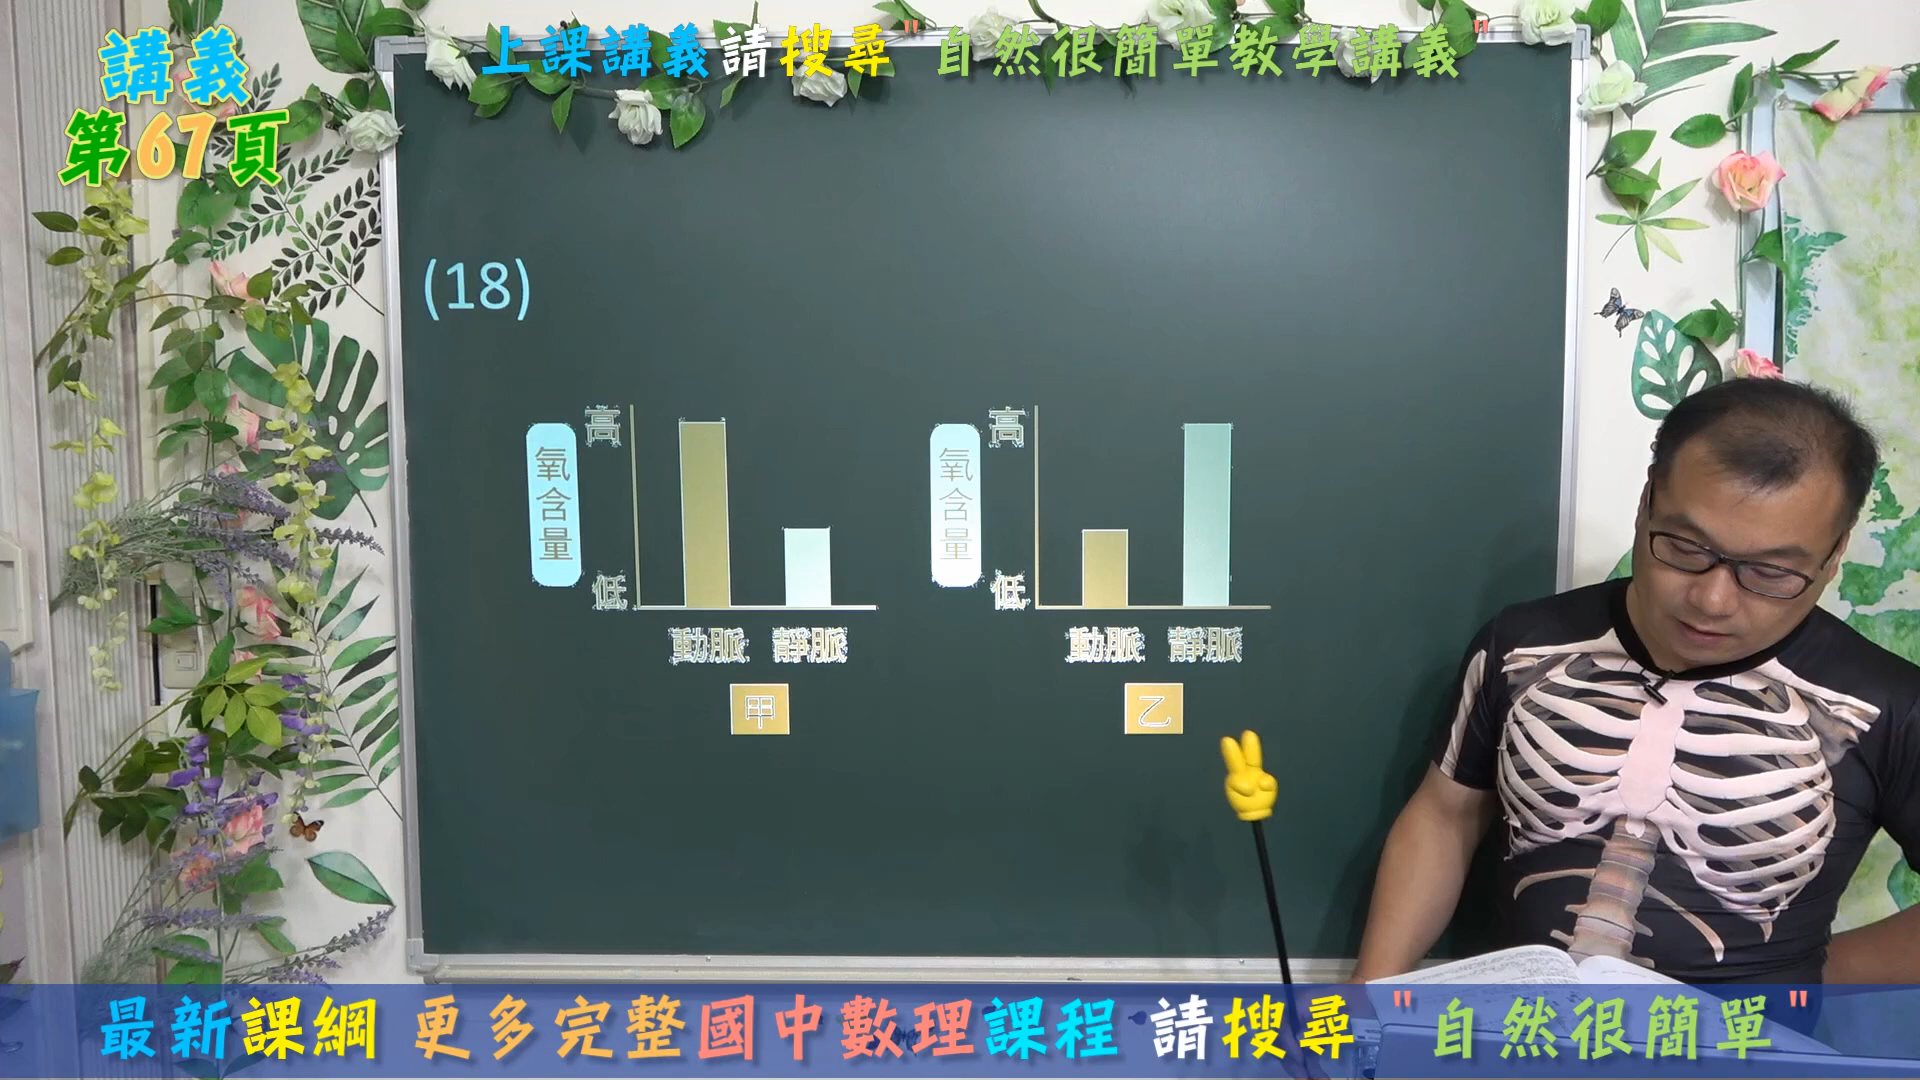 上課講義請搜尋"自然很簡單教學講義"
講義
第67頁
(18)
高
氧含量
低
動脈 靜脈
甲
高
氧含量
低
動脈 靜脈
乙
最新課綱 更多完整國中數理課程 請搜尋"自然很簡單"